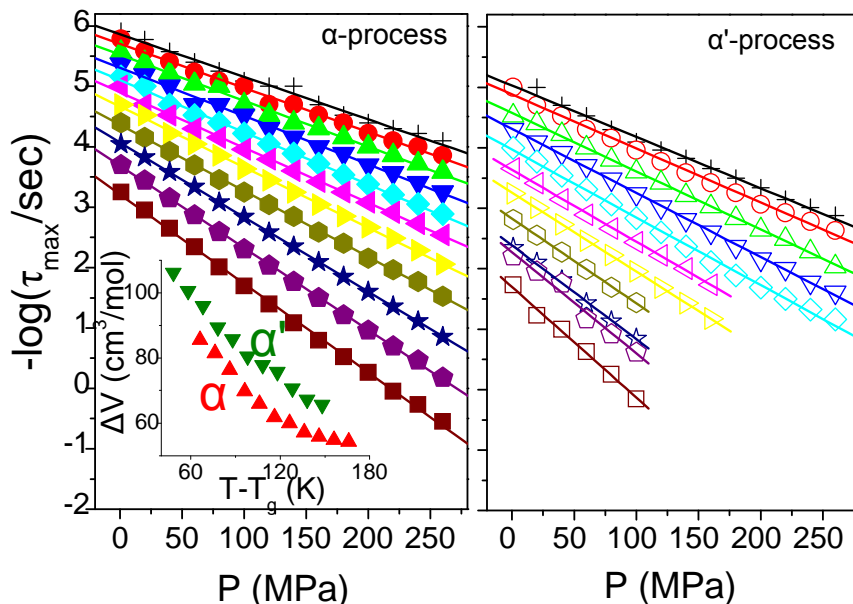 α-process
α'-process
-log(τmax/sec)
6
5
4
3
2
1
0
-1
-2
ΔV (cm³/mol)
100
80
60
α'
α
60 120 180
T-Tg (K)
0 50 100 150 200 250
0 50 100 150 200 250
P (MPa)
P (MPa)